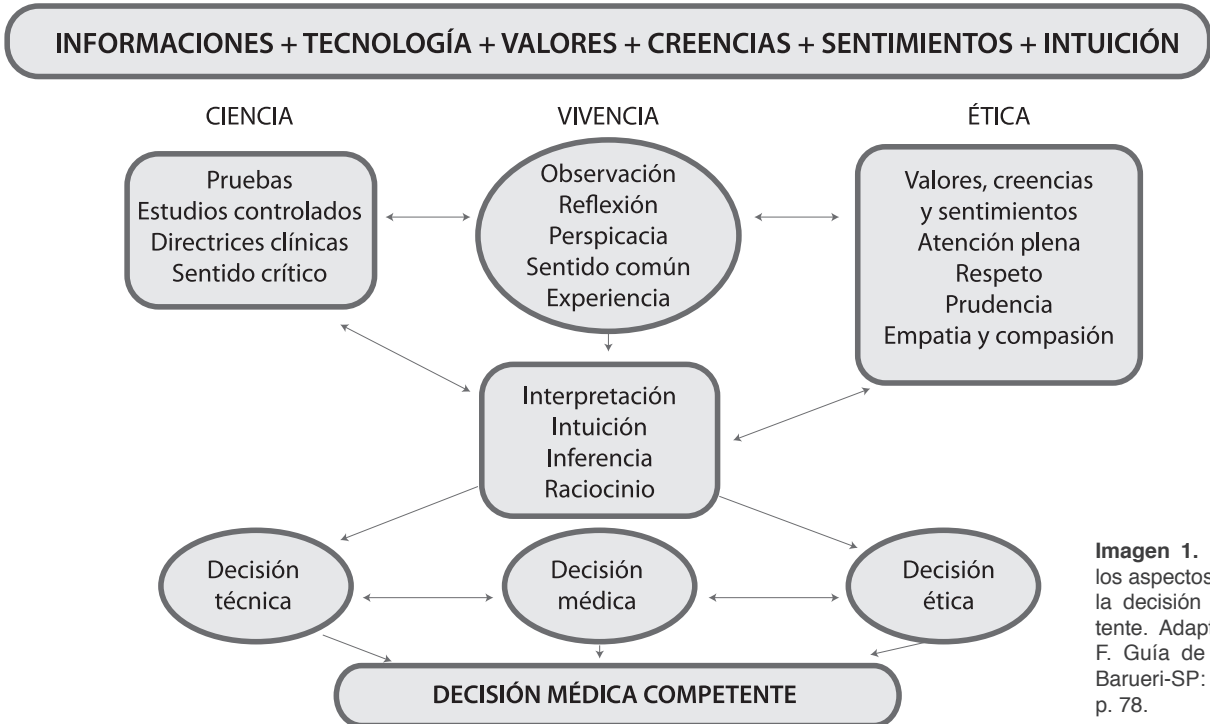 INFORMACIONES + TECNOLOGÍA + VALORES + CREENCIAS + SENTIMIENTOS + INTUICIÓN
CIENCIA
Pruebas
Estudios controlados
Directrices clínicas
Sentido crítico
VIVENCIA
Observación
Reflexión
Perspicacia
Sentido común
Experiencia
ÉTICA
Valores, creencias
y sentimientos
Atención plena
Respeto
Prudencia
Empatia y compasión
Interpretación
Intuición
Inferencia
Raciocinio
Decisión
técnica
Decisión
médica
Decisión
ética
DECISIÓN MÉDICA COMPETENTE
Imagen 1.
los aspectos
la decisión
tente. Adapt
F. Guía de
Barueri-SP:
p. 78.